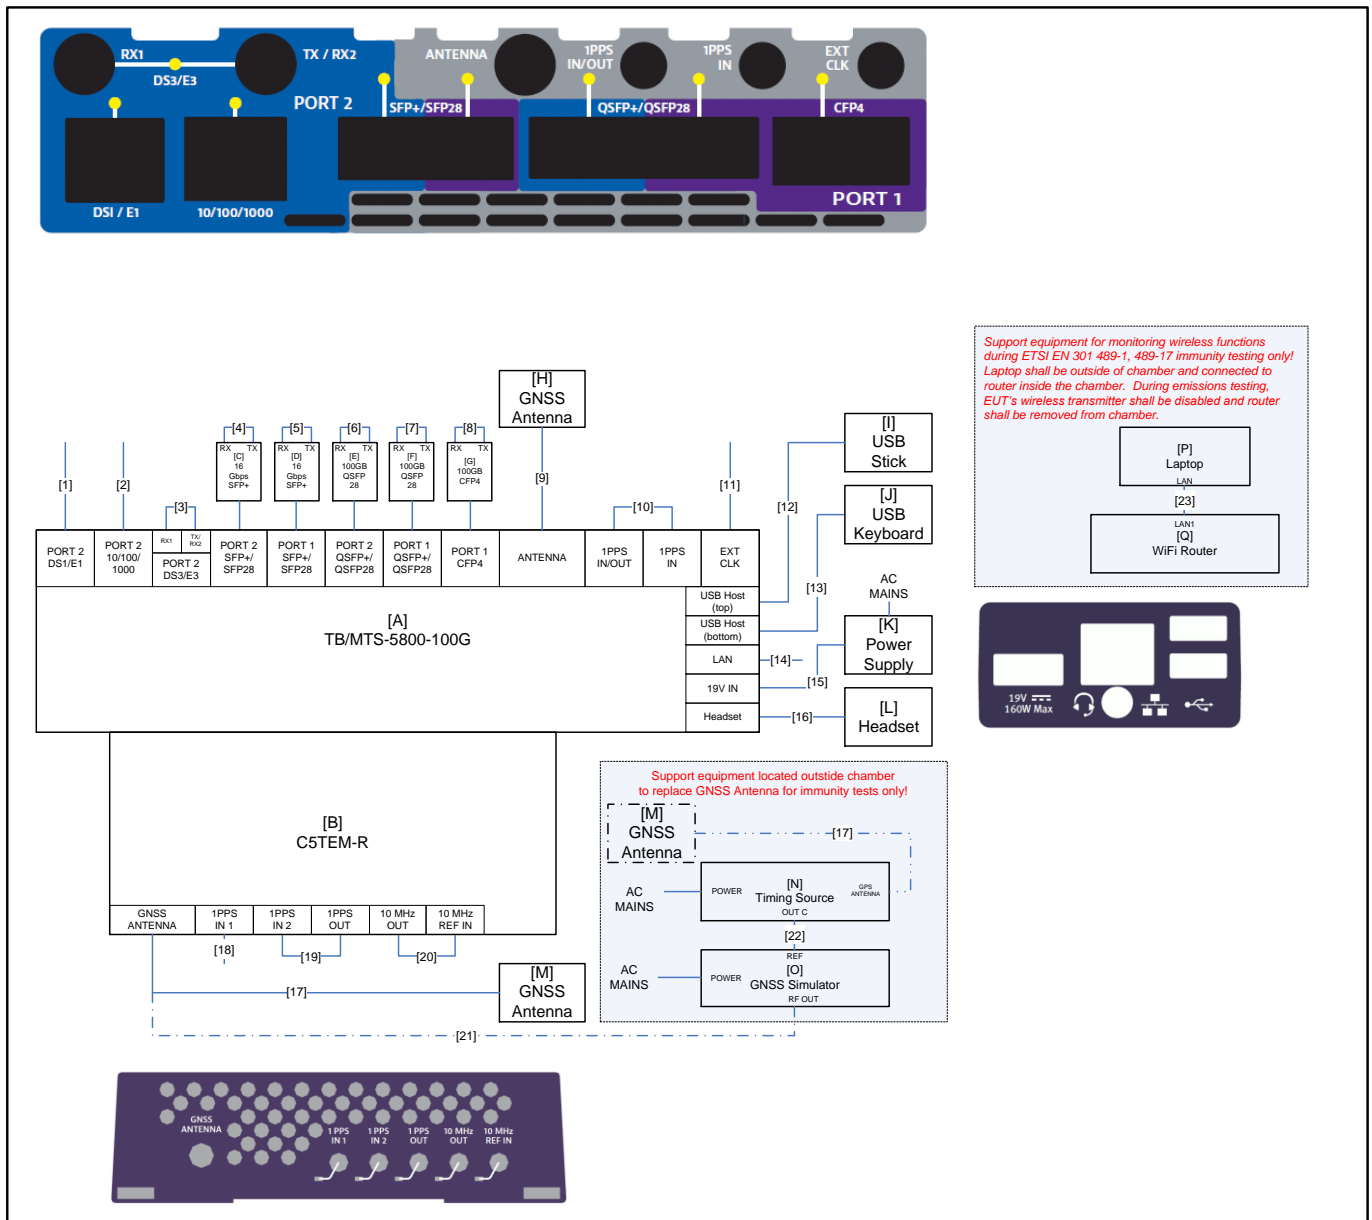 RX1
TX / RX2
DS3/E3
PORT 2
ANTENNA
1PPS
IN/OUT
1PPS
IN
EXT
CLK
SFP+/SFP28
QSFP+/QSFP28
CFP4
DSI / E1
10/100/1000
PORT 1
Support equipment for monitoring wireless functions
during ETSI EN 301 489-1, 489-17 immunity testing only!
Laptop shall be outside of chamber and connected to
router inside the chamber. During emissions testing,
EUT's wireless transmitter shall be disabled and router
shall be removed from chamber.
[P]
Laptop
LAN
[23]
LAN1
[Q]
WiFi Router
[H]
GNSS
Antenna
[4]
[5]
[6]
[7]
[8]
RX TX
[C]
16
Gbps
SFP+
RX TX
[D]
16
Gbps
SFP+
RX TX
[E]
100GB
QSFP
28
RX TX
[F]
100GB
QSFP
28
RX TX
[G]
100GB
CFP4
[1]
[2]
[3]
[9]
[10]
[11]
[12]
[I]
USB
Stick
[J]
USB
Keyboard
PORT 2
DS1/E1
PORT 2
10/100/
1000
RX1
TX/
RX2
PORT 2
DS3/E3
PORT 2
SFP+/
SFP28
PORT 1
SFP+/
SFP28
PORT 2
QSFP+/
QSFP28
PORT 1
QSFP+/
QSFP28
PORT 1
CFP4
ANTENNA
1PPS
IN/OUT
1PPS
IN
EXT
CLK
[A]
TB/MTS-5800-100G
USB Host
(top)
USB Host
(bottom)
LAN
19V IN
Headset
[13]
[14]
[15]
[16]
AC
MAINS
[K]
Power
Supply
[L]
Headset
19V
160W Max
[B]
C5TEM-R
GNSS
ANTENNA
1PPS
IN 1
1PPS
IN 2
1PPS
OUT
10 MHz
OUT
10 MHz
REF IN
[18]
[19]
[20]
[17]
[M]
GNSS
Antenna
[21]
Support equipment located outstide chamber
to replace GNSS Antenna for immunity tests only!
[M]
GNSS
Antenna
[17]
AC
MAINS
POWER
[N]
Timing Source
OUT C
GPS
ANTENNA
[22]
AC
MAINS
POWER
REF
[O]
GNSS Simulator
RF OUT
GNSS
ANTENNA
1 PPS
IN 1
1 PPS
IN 2
1 PPS
OUT
10 MHz
OUT
10 MHz
REF IN